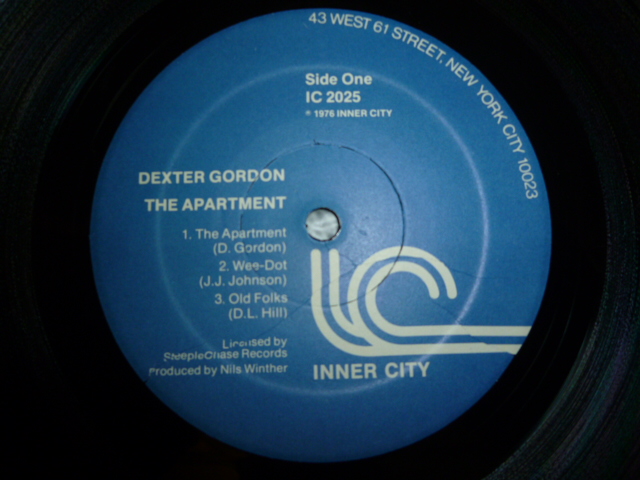 43 WEST 61 STREET, NEW YORK CITY 10023
Side One
IC 2025
℗ 1976 INNER CITY
DEXTER GORDON
THE APARTMENT
1. The Apartment
(D. Gordon)
2. Wee-Dot
(J.J. Johnson)
3. Old Folks
(D.L. Hill)
Licensed by
SteepleChase Records
Produced by Nils Winther
IC
INNER CITY